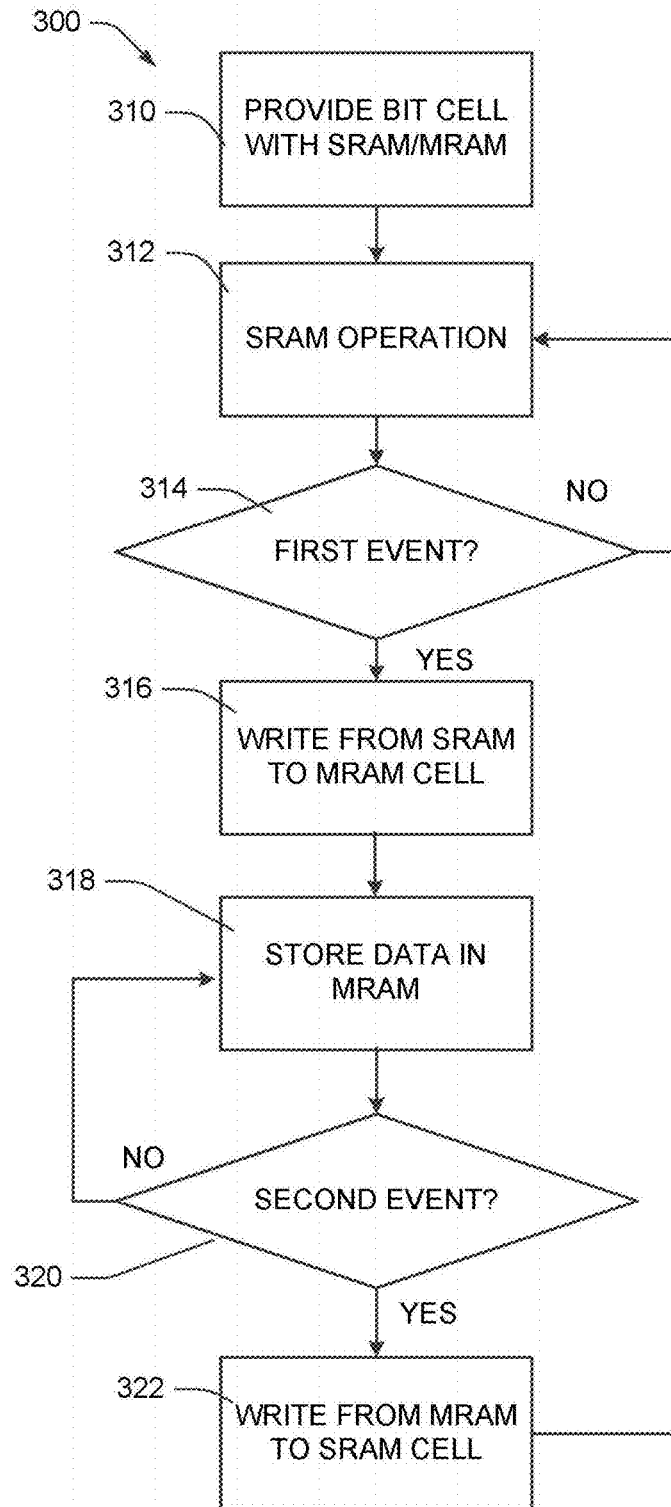 300
310
PROVIDE BIT CELL
WITH SRAM/MRAM
312
SRAM OPERATION
314
NO
FIRST EVENT?
YES
316
WRITE FROM SRAM
TO MRAM CELL
318
STORE DATA IN
MRAM
NO
SECOND EVENT?
320
YES
322
WRITE FROM MRAM
TO SRAM CELL